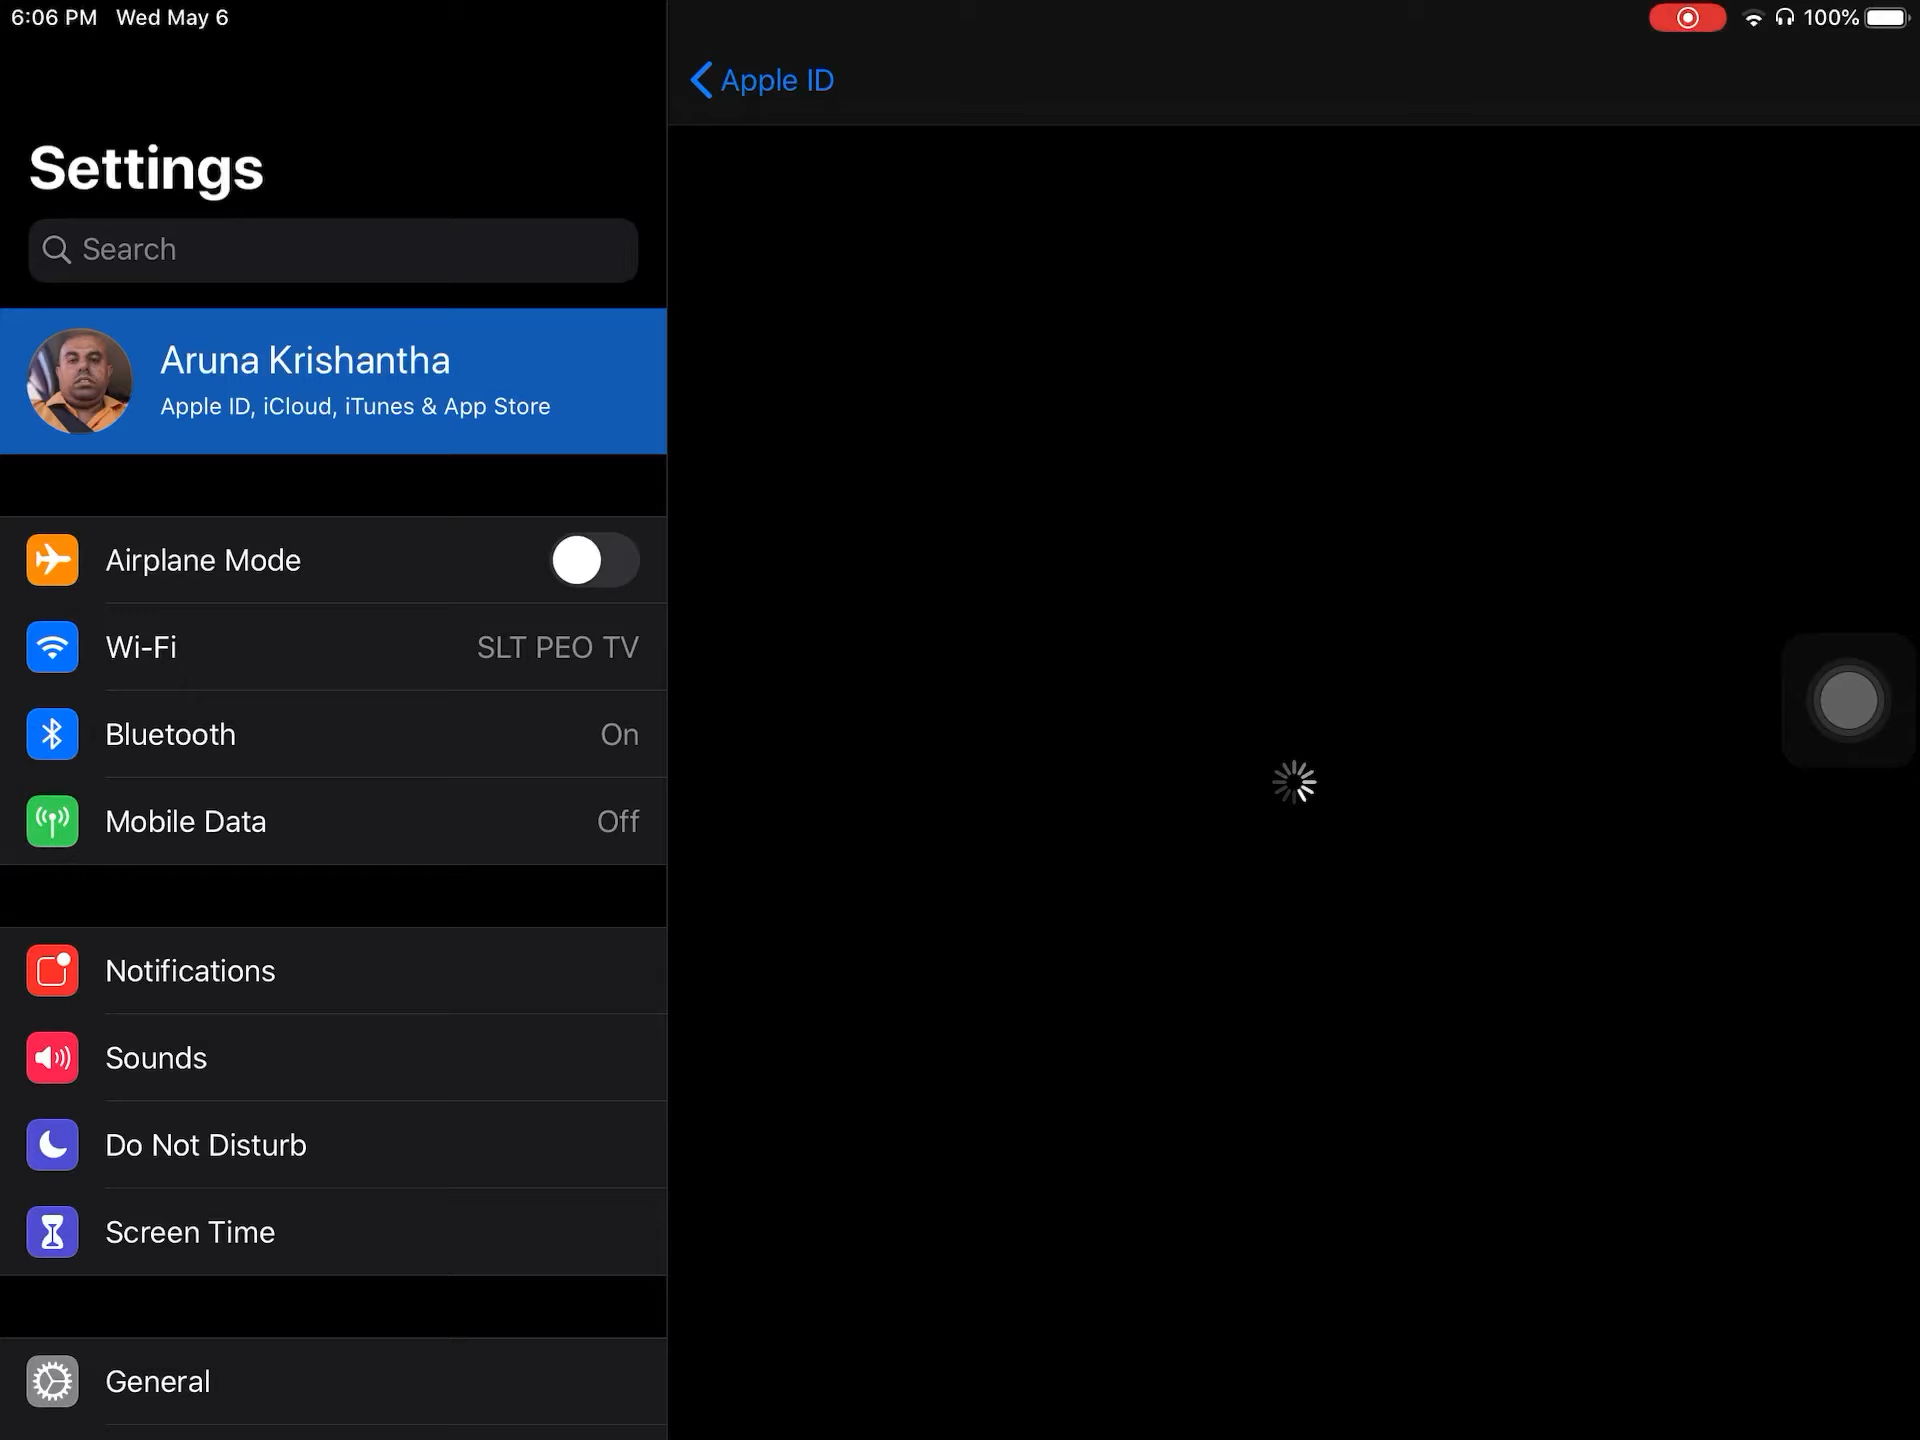 6:06 PM Wed May 6
100%
Apple ID
Settings
Search
Aruna Krishantha
Apple ID, iCloud, iTunes & App Store
Airplane Mode
Wi-Fi SLT PEO TV
Bluetooth On
Mobile Data Off
Notifications
Sounds
Do Not Disturb
Screen Time
General